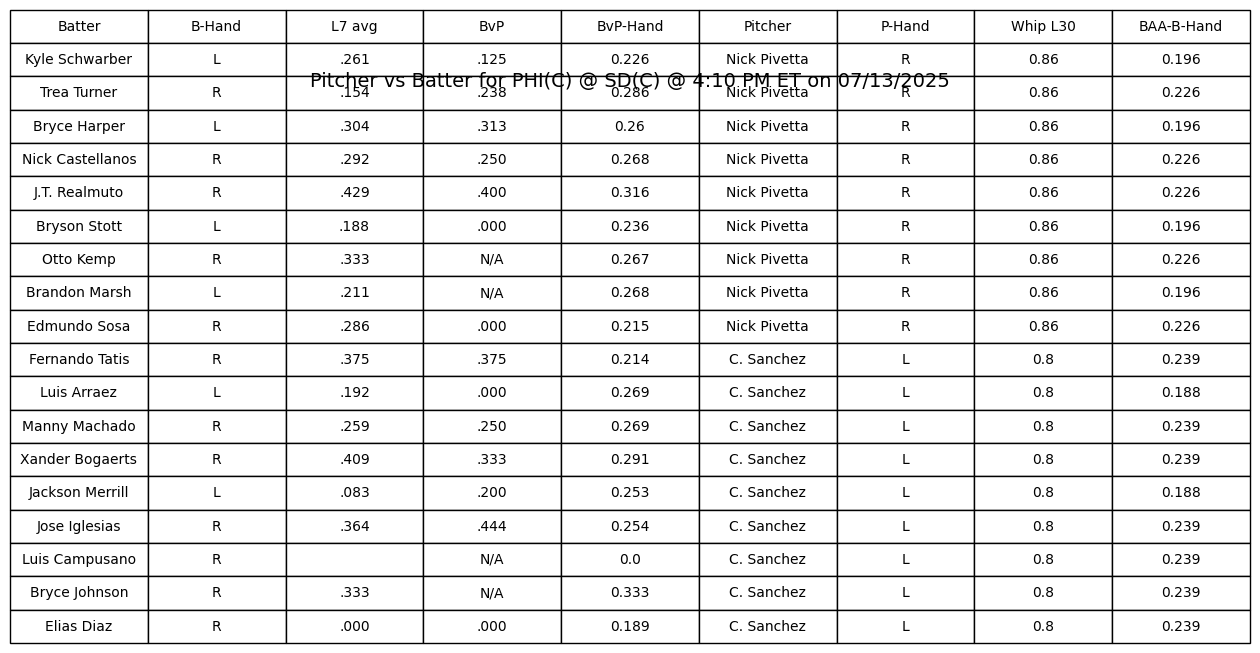 Batter B-Hand L7 avg BvP BvP-Hand Pitcher P-Hand Whip L30 BAA-B-Hand
Kyle Schwarber L .261 .125 0.226 Nick Pivetta R 0.86 0.196
Pitcher vs Batter for PHI(C) @ SD(C) @ 4:10 PM ET on 07/13/2025
Trea Turner R .154 .238 0.286 Nick Pivetta R 0.86 0.226
Bryce Harper L .304 .313 0.26 Nick Pivetta R 0.86 0.196
Nick Castellanos R .292 .250 0.268 Nick Pivetta R 0.86 0.226
J.T. Realmuto R .429 .400 0.316 Nick Pivetta R 0.86 0.226
Bryson Stott L .188 .000 0.236 Nick Pivetta R 0.86 0.196
Otto Kemp R .333 N/A 0.267 Nick Pivetta R 0.86 0.226
Brandon Marsh L .211 N/A 0.268 Nick Pivetta R 0.86 0.196
Edmundo Sosa R .286 .000 0.215 Nick Pivetta R 0.86 0.226
Fernando Tatis R .375 .375 0.214 C. Sanchez L 0.8 0.239
Luis Arraez L .192 .000 0.269 C. Sanchez L 0.8 0.188
Manny Machado R .259 .250 0.269 C. Sanchez L 0.8 0.239
Xander Bogaerts R .409 .333 0.291 C. Sanchez L 0.8 0.239
Jackson Merrill L .083 .200 0.253 C. Sanchez L 0.8 0.188
Jose Iglesias R .364 .444 0.254 C. Sanchez L 0.8 0.239
Luis Campusano R N/A 0.0 C. Sanchez L 0.8 0.239
Bryce Johnson R .333 N/A 0.333 C. Sanchez L 0.8 0.239
Elias Diaz R .000 .000 0.189 C. Sanchez L 0.8 0.239